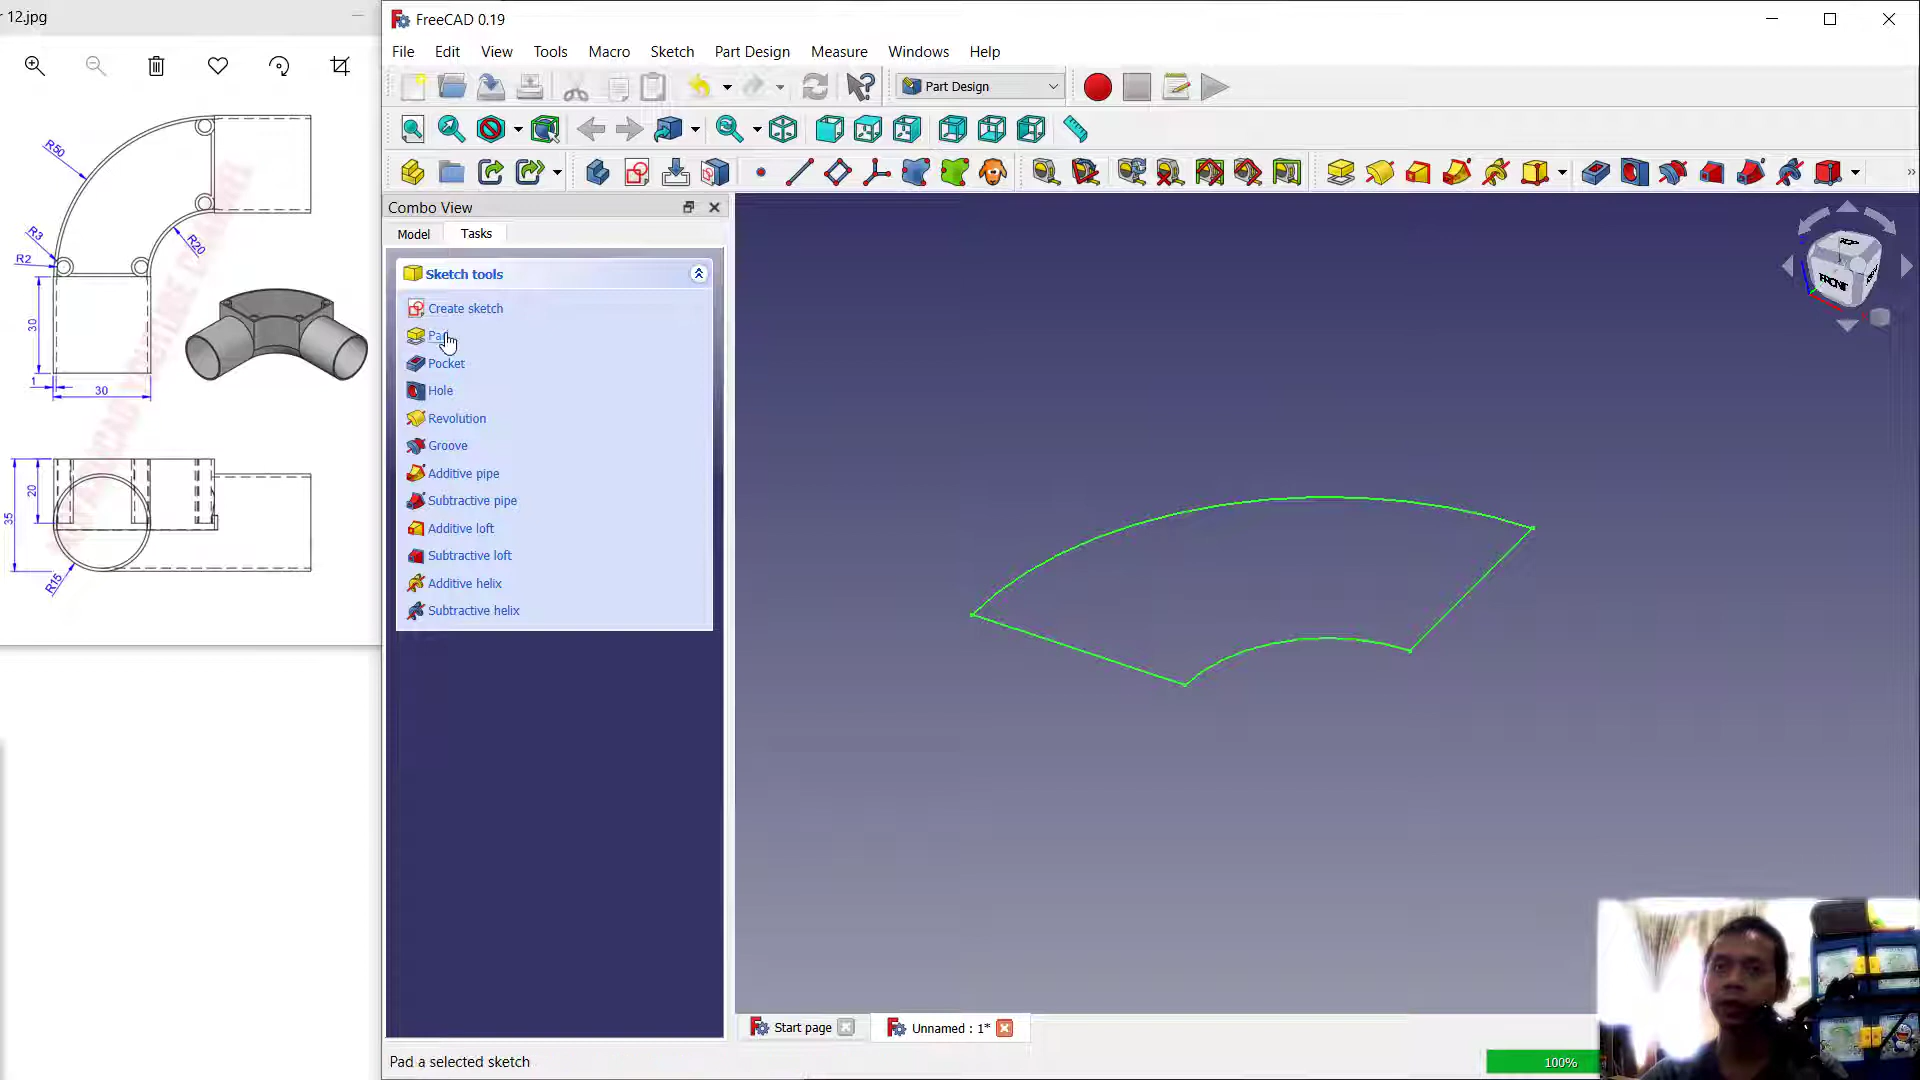 12.jpg
R50
R3
R2
R20
30
1
30
35
20
R15
FreeCAD 0.19
File Edit View Tools Macro Sketch Part Design Measure Windows Help
Part Design
Combo View
Model Tasks
Sketch tools
Create sketch
Pad
Pocket
Hole
Revolution
Groove
Additive pipe
Subtractive pipe
Additive loft
Subtractive loft
Additive helix
Subtractive helix
TOP
FRONT
Start page
Unnamed : 1*
Pad a selected sketch
100%